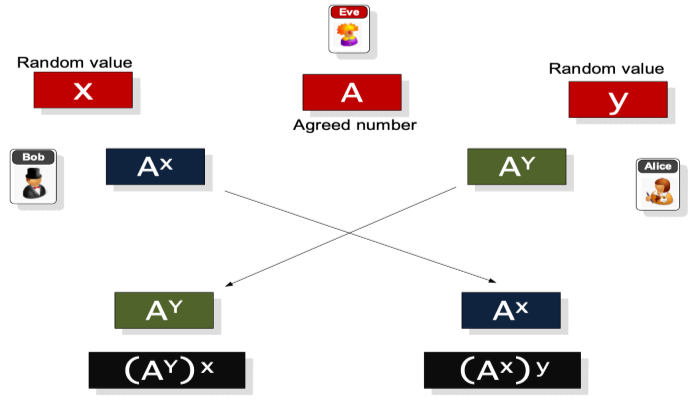 Eve
Random value
x
A
Agreed number
Random value
y
Bob
Aˣ
Aʸ
Alice
Aʸ
Aˣ
(Aʸ)ˣ
(Aˣ)ʸ